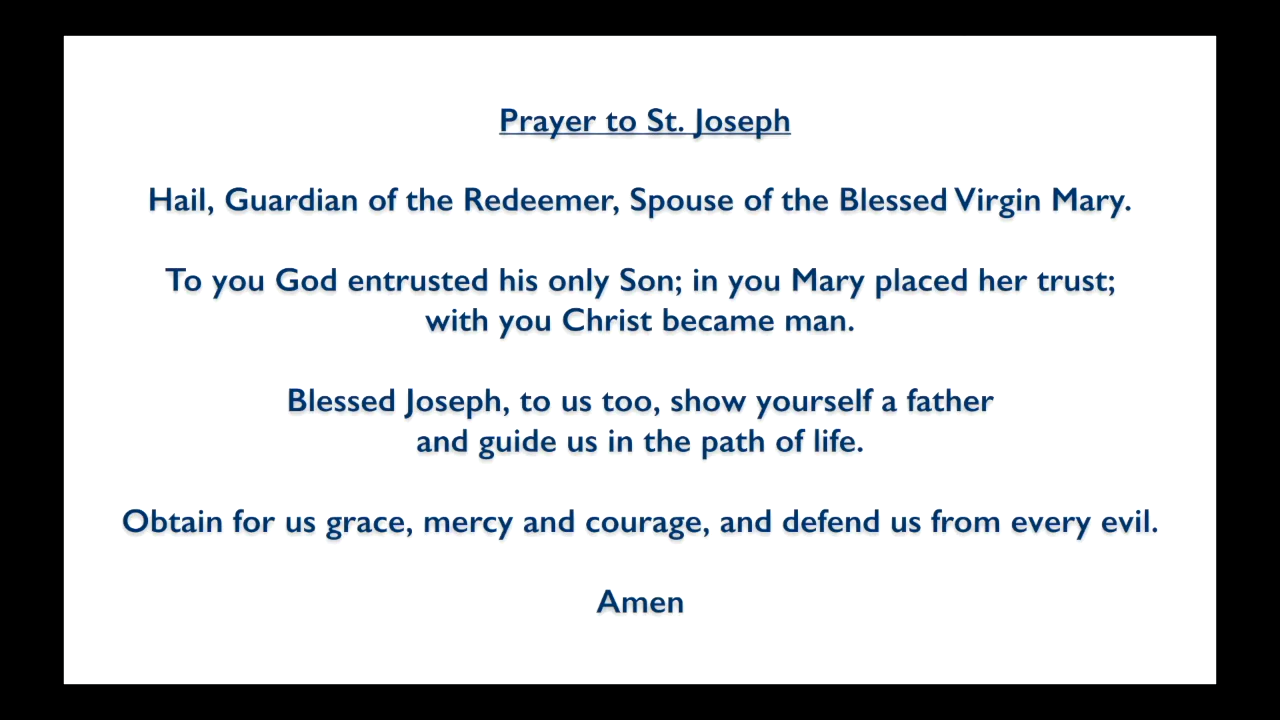 Prayer to St. Joseph
Hail, Guardian of the Redeemer, Spouse of the Blessed Virgin Mary.
To you God entrusted his only Son; in you Mary placed her trust;
with you Christ became man.
Blessed Joseph, to us too, show yourself a father
and guide us in the path of life.
Obtain for us grace, mercy and courage, and defend us from every evil.
Amen